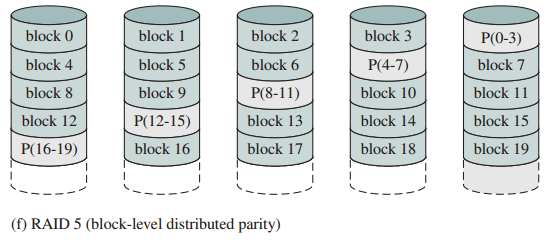 block 0 block 1 block 2 block 3 P(0-3)
block 4 block 5 block 6 P(4-7) block 7
block 8 block 9 P(8-11) block 10 block 11
block 12 P(12-15) block 13 block 14 block 15
P(16-19) block 16 block 17 block 18 block 19
(f) RAID 5 (block-level distributed parity)